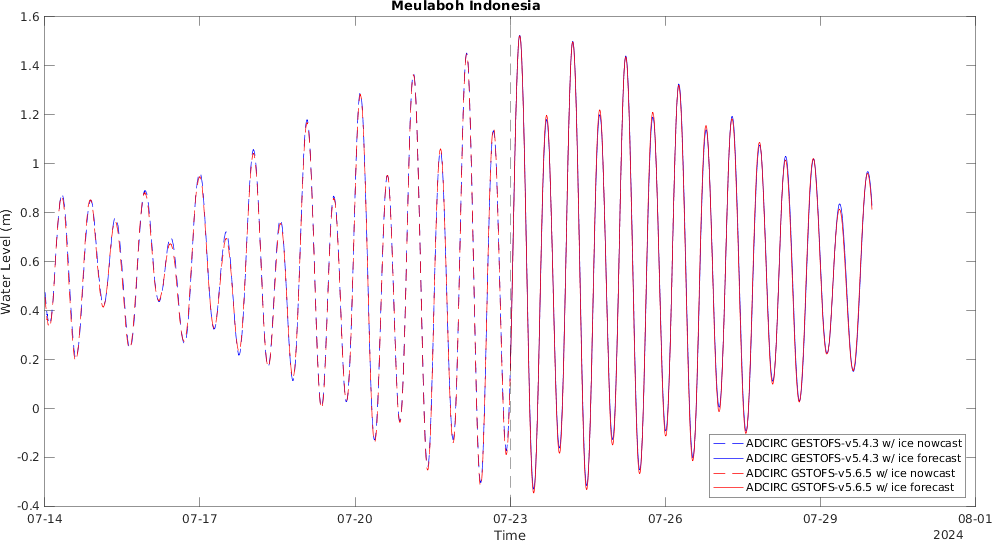 Meulaboh Indonesia
1.6
1.4
1.2
1
0.8
0.6
0.4
0.2
0
-0.2
-0.4
Water Level (m)
ADCIRC GESTOFS-v5.4.3 w/ ice nowcast
ADCIRC GESTOFS-v5.4.3 w/ ice forecast
ADCIRC GSTOFS-v5.6.5 w/ ice nowcast
ADCIRC GSTOFS-v5.6.5 w/ ice forecast
07-14 07-17 07-20 07-23 07-26 07-29 08-01
Time
2024